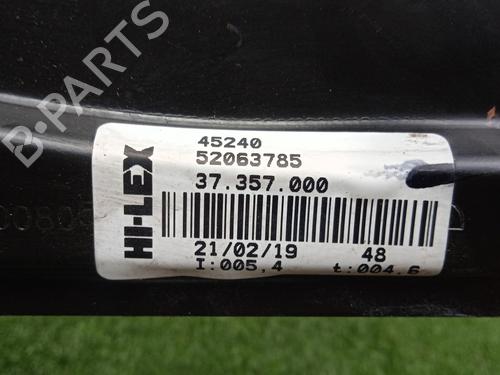 B-PARTS
HI-LEX
45240
52063785
37.357.000
21/02/19 48
I:005,4 t:004.6